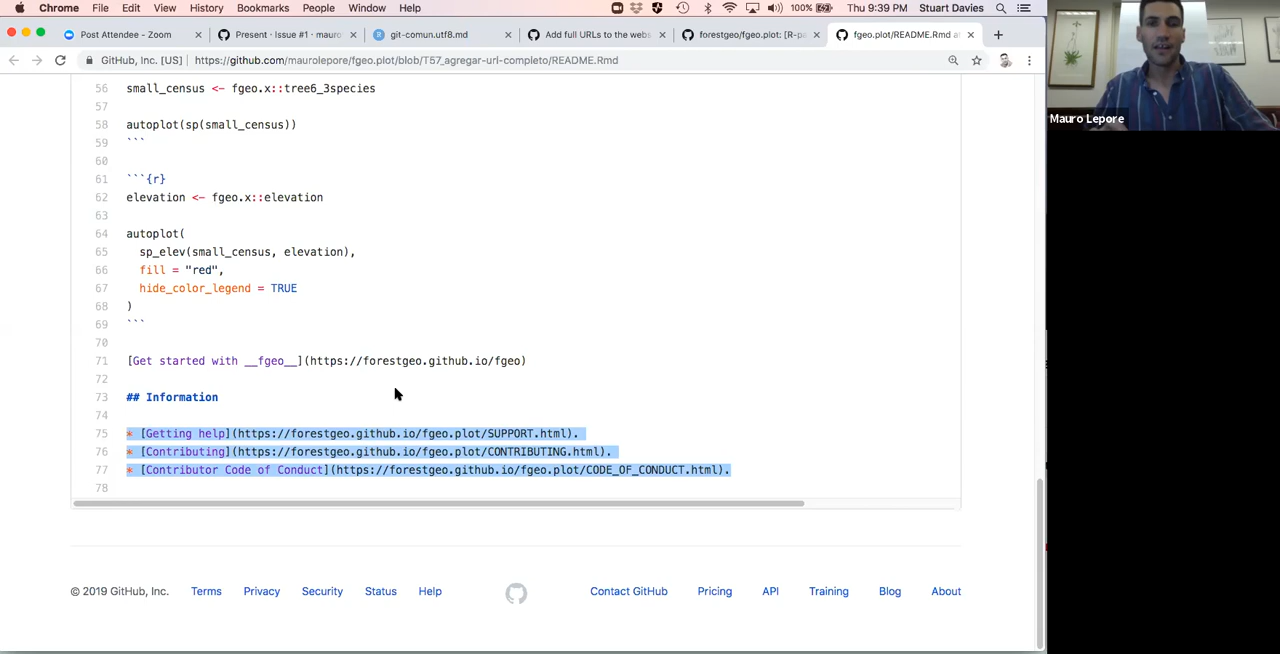 Chrome File Edit View History Bookmarks People Window Help 100% Thu 9:39 PM Stuart Davies
Post Attendee - Zoom Present · Issue #1 · mauro git-comun.utf8.md Add full URLs to the webs forestgeo/fgeo.plot: [R-pa fgeo.plot/README.Rmd at
GitHub, Inc. [US] https://github.com/maurolepore/fgeo.plot/blob/T57_agregar-url-completo/README.Rmd
Mauro Lepore
56 small_census <- fgeo.x::tree6_3species
57
58 autoplot(sp(small_census))
59 ```
60
61 ```{r}
62 elevation <- fgeo.x::elevation
63
64 autoplot(
65 sp_elev(small_census, elevation),
66 fill = "red",
67 hide_color_legend = TRUE
68 )
69 ```
70
71 [Get started with __fgeo__](https://forestgeo.github.io/fgeo)
72
73 ## Information
74
75 * [Getting help](https://forestgeo.github.io/fgeo.plot/SUPPORT.html).
76 * [Contributing](https://forestgeo.github.io/fgeo.plot/CONTRIBUTING.html).
77 * [Contributor Code of Conduct](https://forestgeo.github.io/fgeo.plot/CODE_OF_CONDUCT.html).
78
© 2019 GitHub, Inc. Terms Privacy Security Status Help Contact GitHub Pricing API Training Blog About